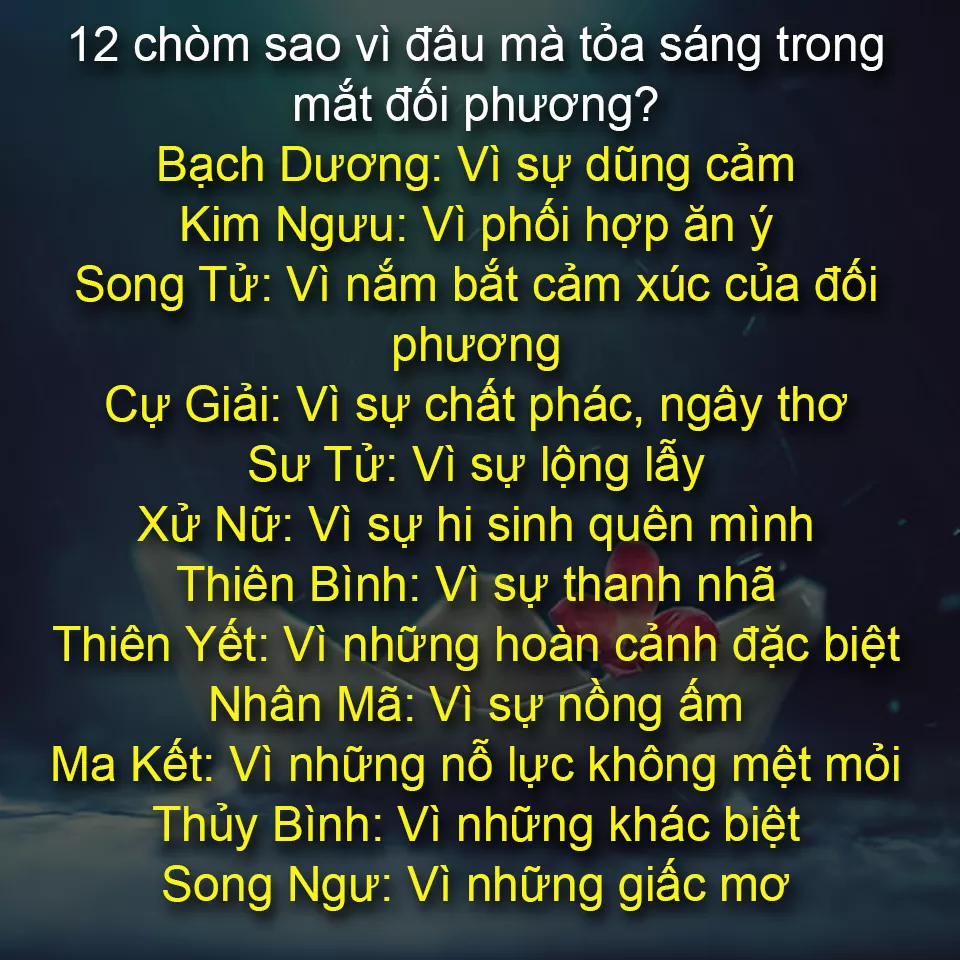 12 chòm sao vì đâu mà tỏa sáng trong
mắt đối phương?
Bạch Dương: Vì sự dũng cảm
Kim Ngưu: Vì phối hợp ăn ý
Song Tử: Vì nắm bắt cảm xúc của đối
phương
Cự Giải: Vì sự chất phác, ngây thơ
Sư Tử: Vì sự lộng lẫy
Xử Nữ: Vì sự hi sinh quên mình
Thiên Bình: Vì sự thanh nhã
Thiên Yết: Vì những hoàn cảnh đặc biệt
Nhân Mã: Vì sự nồng ấm
Ma Kết: Vì những nỗ lực không mệt mỏi
Thủy Bình: Vì những khác biệt
Song Ngư: Vì những giấc mơ